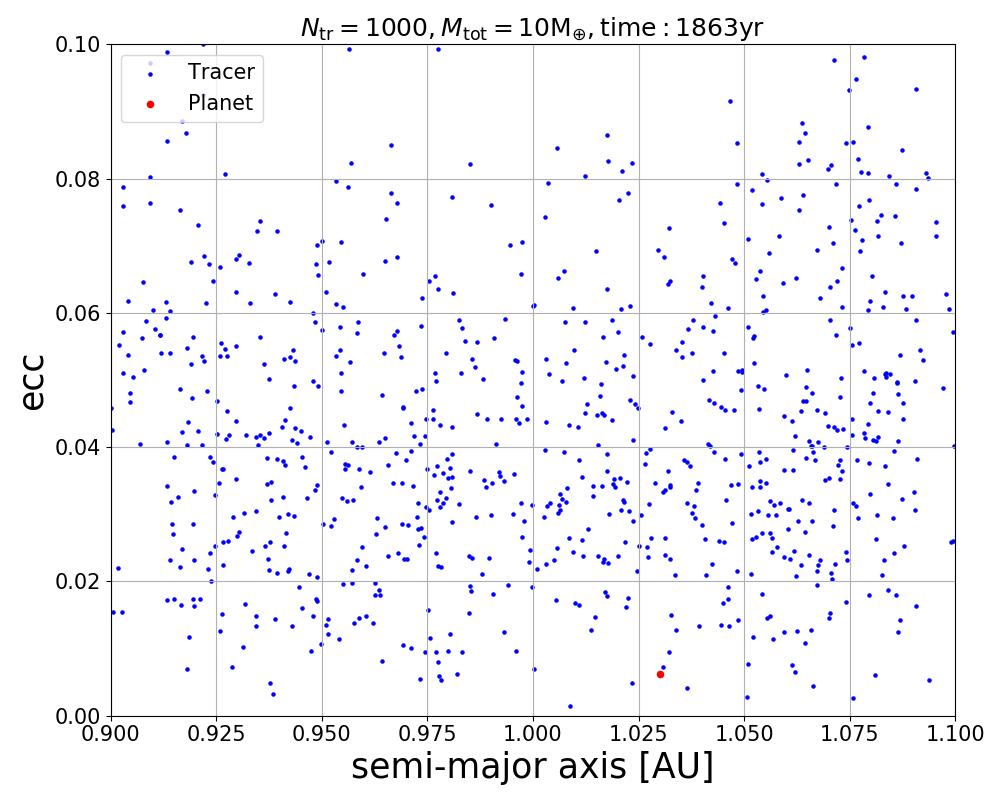 N_tr = 1000, M_tot = 10M_⊕, time : 1863yr
0.10
Tracer
Planet
0.08
0.06
ecc
0.04
0.02
0.00
0.900 0.925 0.950 0.975 1.000 1.025 1.050 1.075 1.100
semi-major axis [AU]